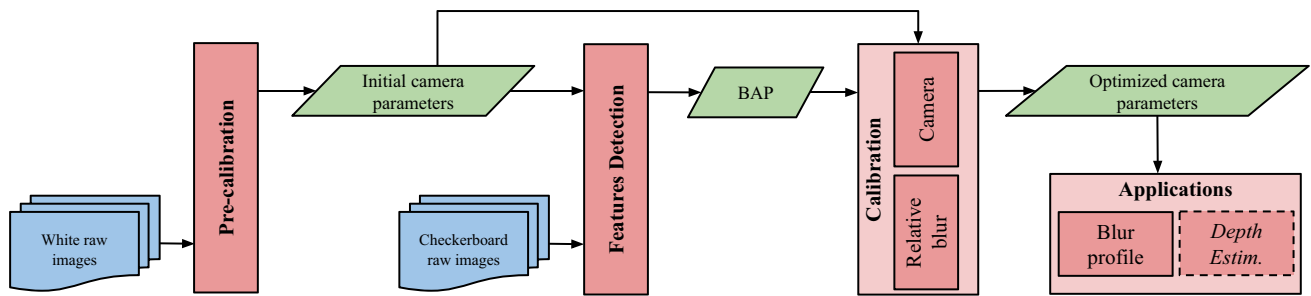 White raw
images
Pre-calibration
Initial camera
parameters
Checkerboard
raw images
Features Detection
BAP
Calibration
Camera
Relative
blur
Optimized camera
parameters
Applications
Blur
profile
Depth
Estim.